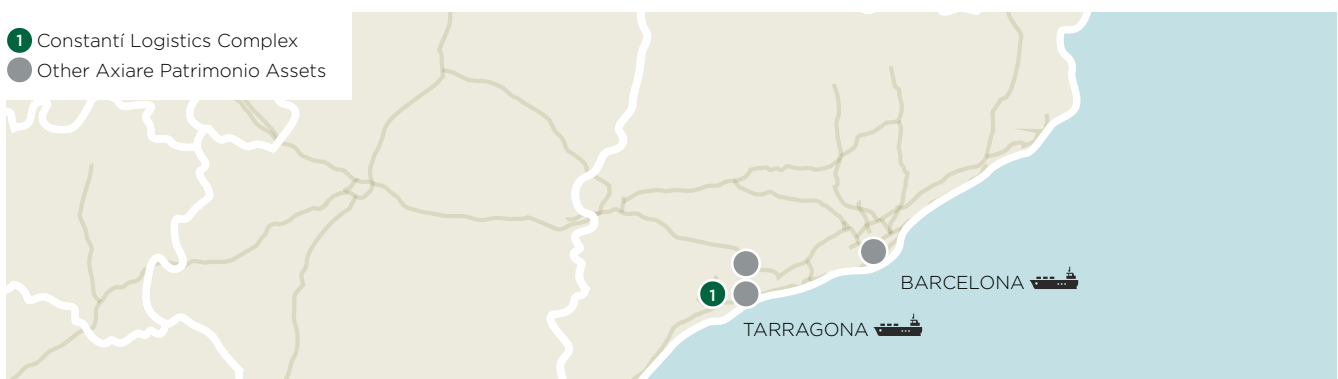 1 Constantí Logistics Complex
Other Axiare Patrimonio Assets
BARCELONA
1
TARRAGONA